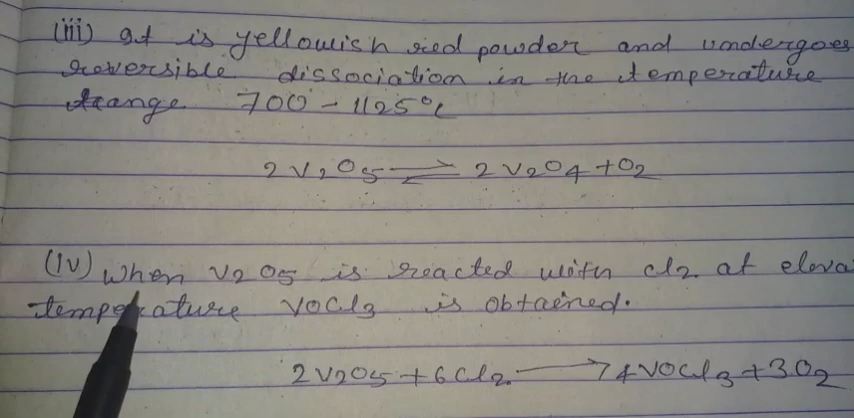 (iii) It is yellowish red powder and undergoes
reversible dissociation in the temperature
range 700-1125°C
2V2O5 ⇌ 2V2O4+O2
(iv) When V2O5 is reacted with Cl2 at eleva
temperature VOCl3 is obtained.
2V2O5+6Cl2 → 4VOCl3+3O2